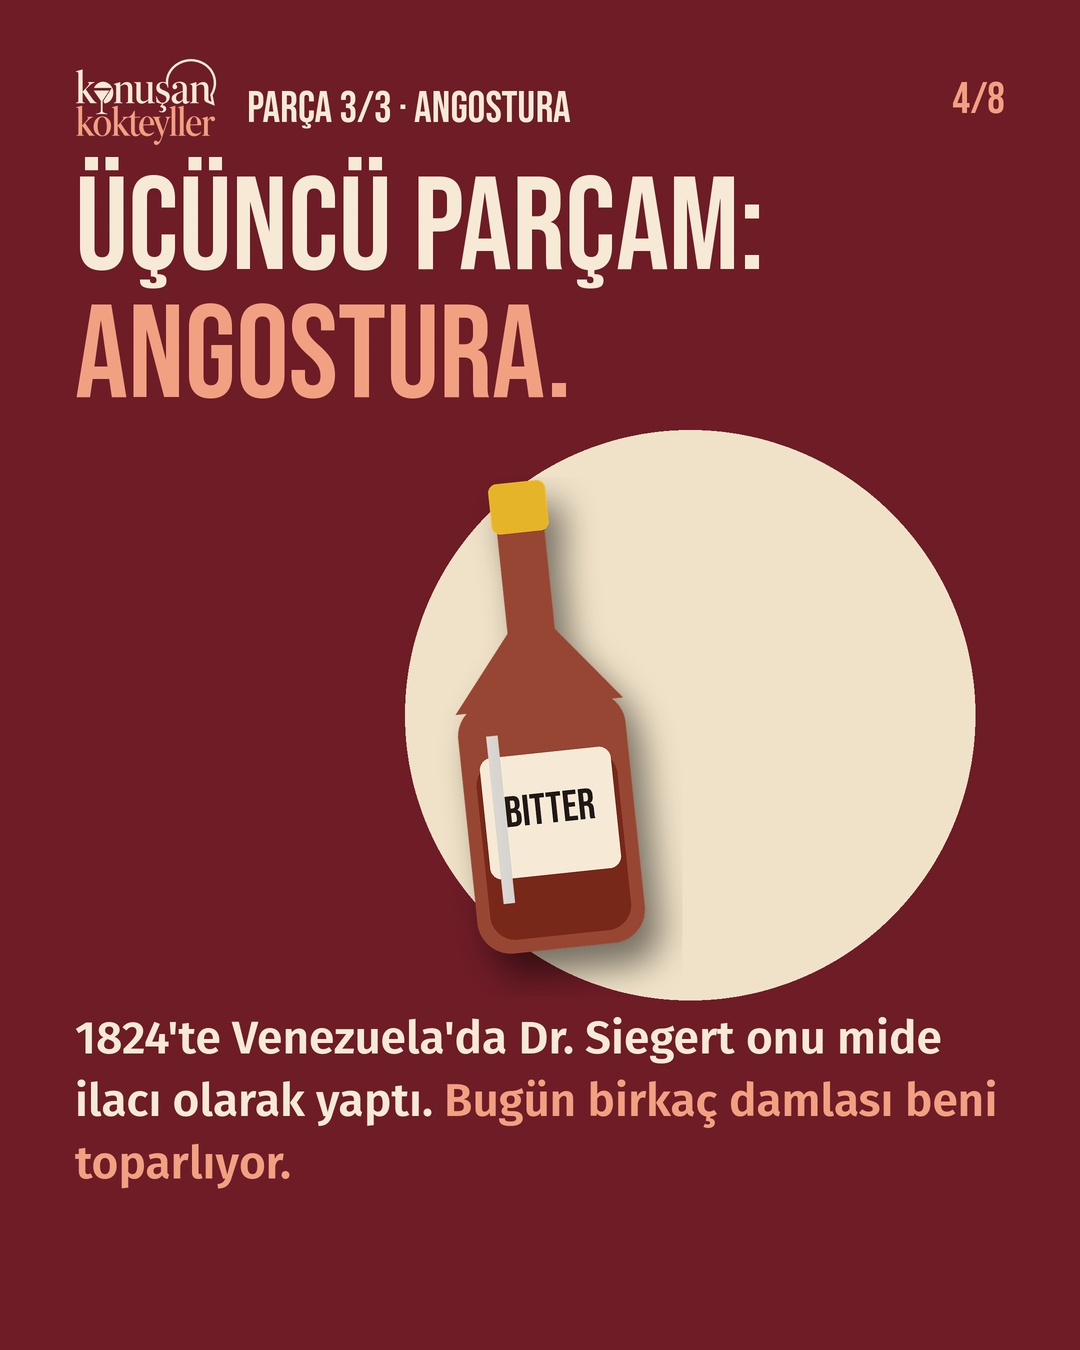 konuşan
kokteyller
PARÇA 3/3 · ANGOSTURA
4/8
ÜÇÜNCÜ PARÇAM:
ANGOSTURA.
BITTER
1824'te Venezuela'da Dr. Siegert onu mide
ilacı olarak yaptı. Bugün birkaç damlası beni
toparlıyor.